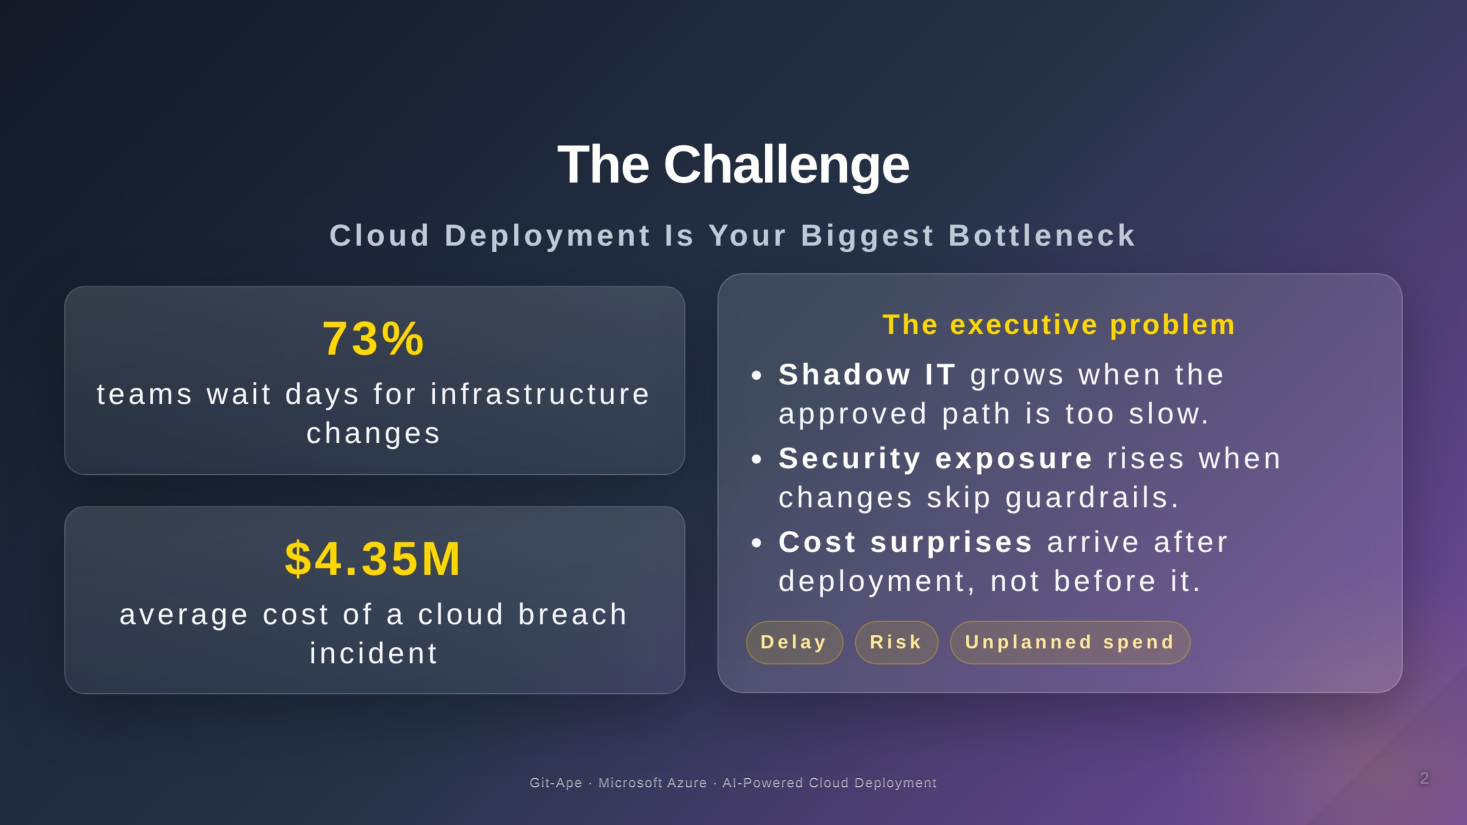 The Challenge
Cloud Deployment Is Your Biggest Bottleneck
73%
teams wait days for infrastructure
changes
$4.35M
average cost of a cloud breach
incident
The executive problem
• Shadow IT grows when the
approved path is too slow.
• Security exposure rises when
changes skip guardrails.
• Cost surprises arrive after
deployment, not before it.
Delay
Risk
Unplanned spend
Git-Ape · Microsoft Azure · AI-Powered Cloud Deployment
2